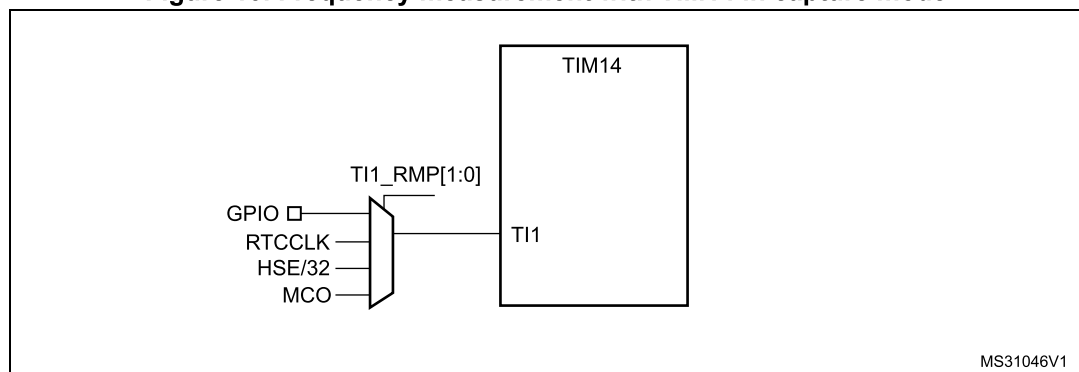 TIM14
TI1_RMP[1:0]
GPIO
RTCCLK
TI1
HSE/32
MCO
MS31046V1